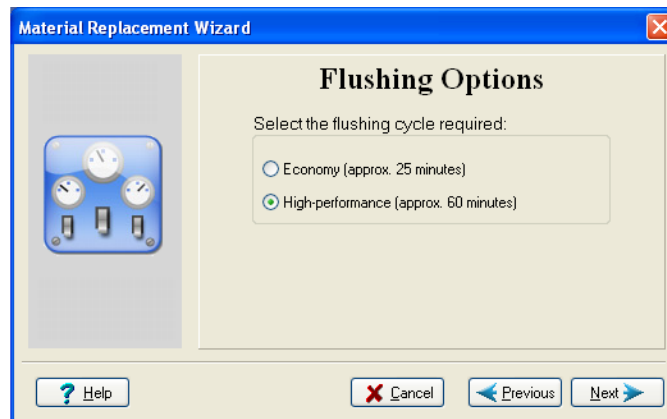 Material Replacement Wizard
Flushing Options
Select the flushing cycle required:
Economy (approx. 25 minutes)
High-performance (approx. 60 minutes)
Help
Cancel
Previous
Next